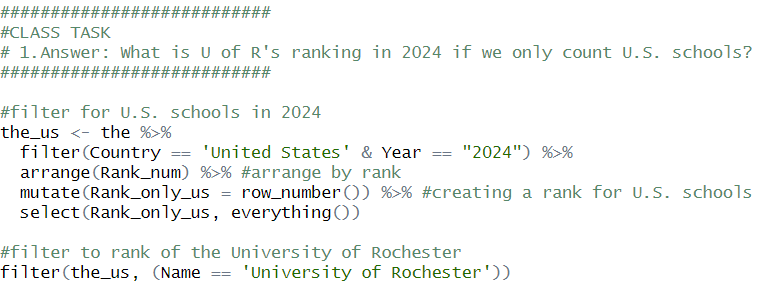 ###########################
#CLASS TASK
# 1.Answer: What is U of R's ranking in 2024 if we only count U.S. schools?
###########################
#filter for U.S. schools in 2024
the_us <- the %>%
filter(Country == 'United States' & Year == "2024") %>%
arrange(Rank_num) %>% #arrange by rank
mutate(Rank_only_us = row_number()) %>% #creating a rank for U.S. schools
select(Rank_only_us, everything())
#filter to rank of the University of Rochester
filter(the_us, (Name == 'University of Rochester'))